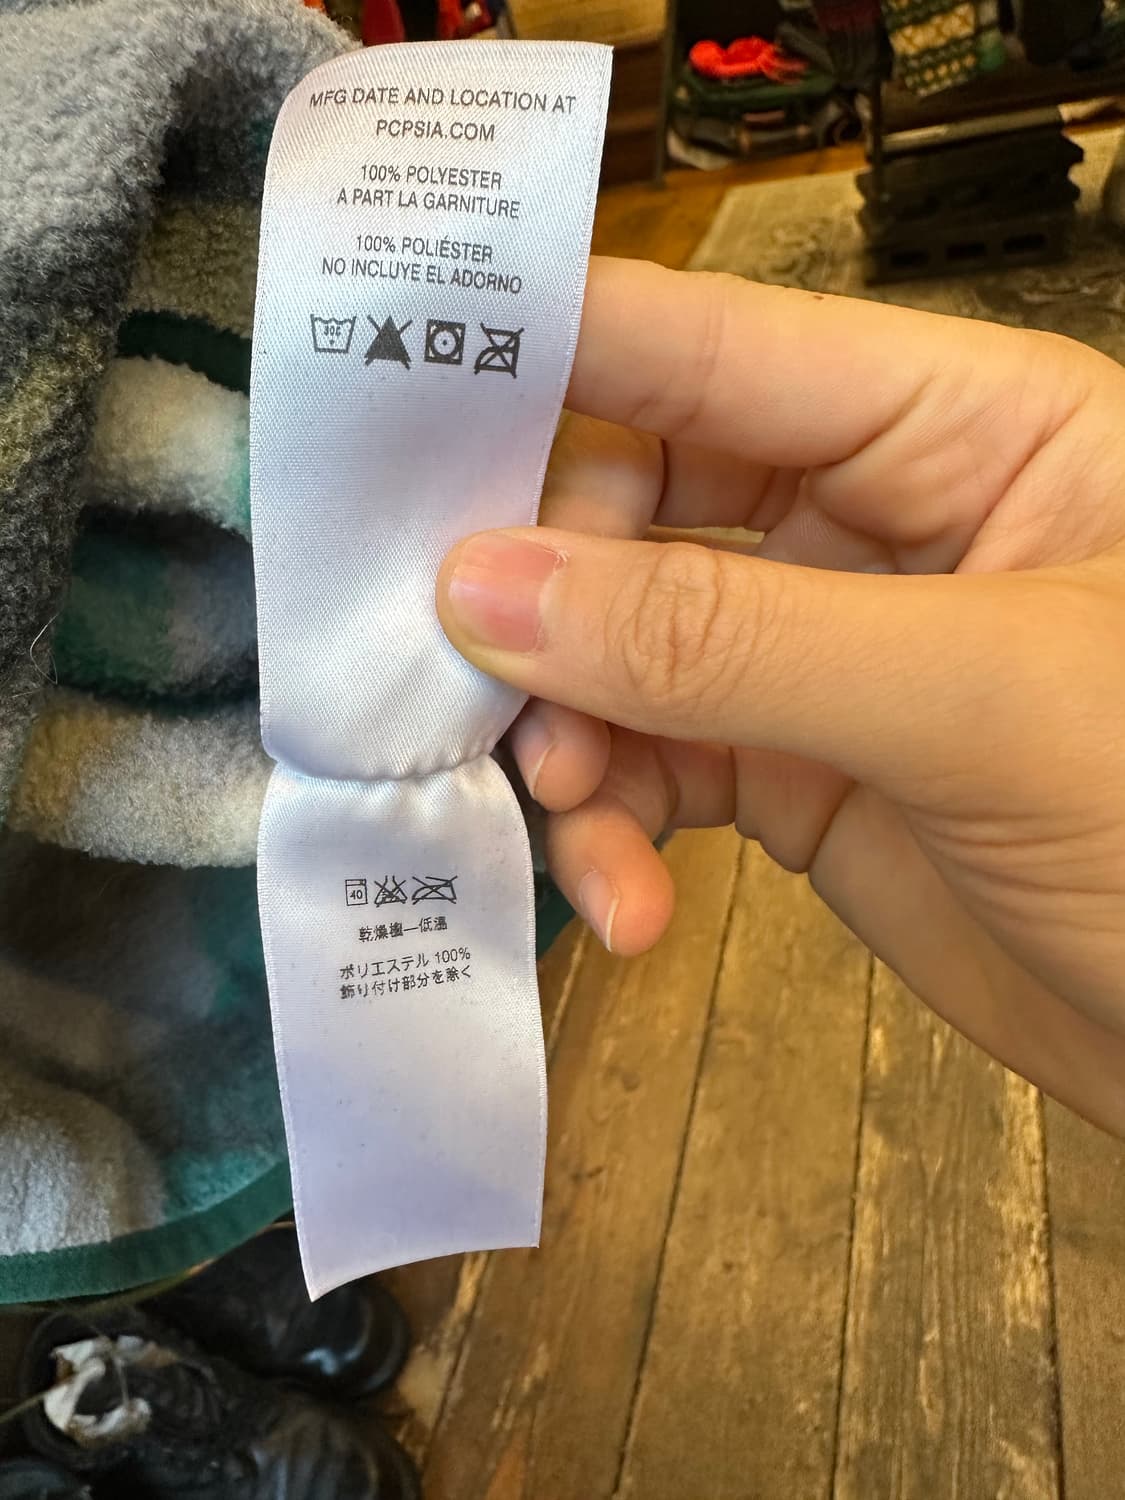 MFG DATE AND LOCATION AT
PCPSIA.COM
100% POLYESTER
A PART LA GARNITURE
100% POLIÉSTER
NO INCLUYE EL ADORNO
30C
40
乾燥機—低温
ポリエステル 100%
飾り付け部分を除く